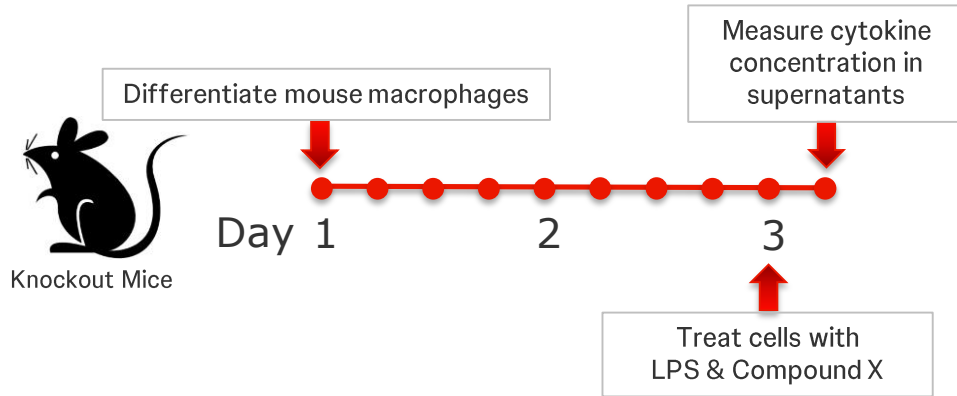 Measure cytokine
concentration in
supernatants
Differentiate mouse macrophages
Day 1 2 3
Knockout Mice
Treat cells with
LPS & Compound X